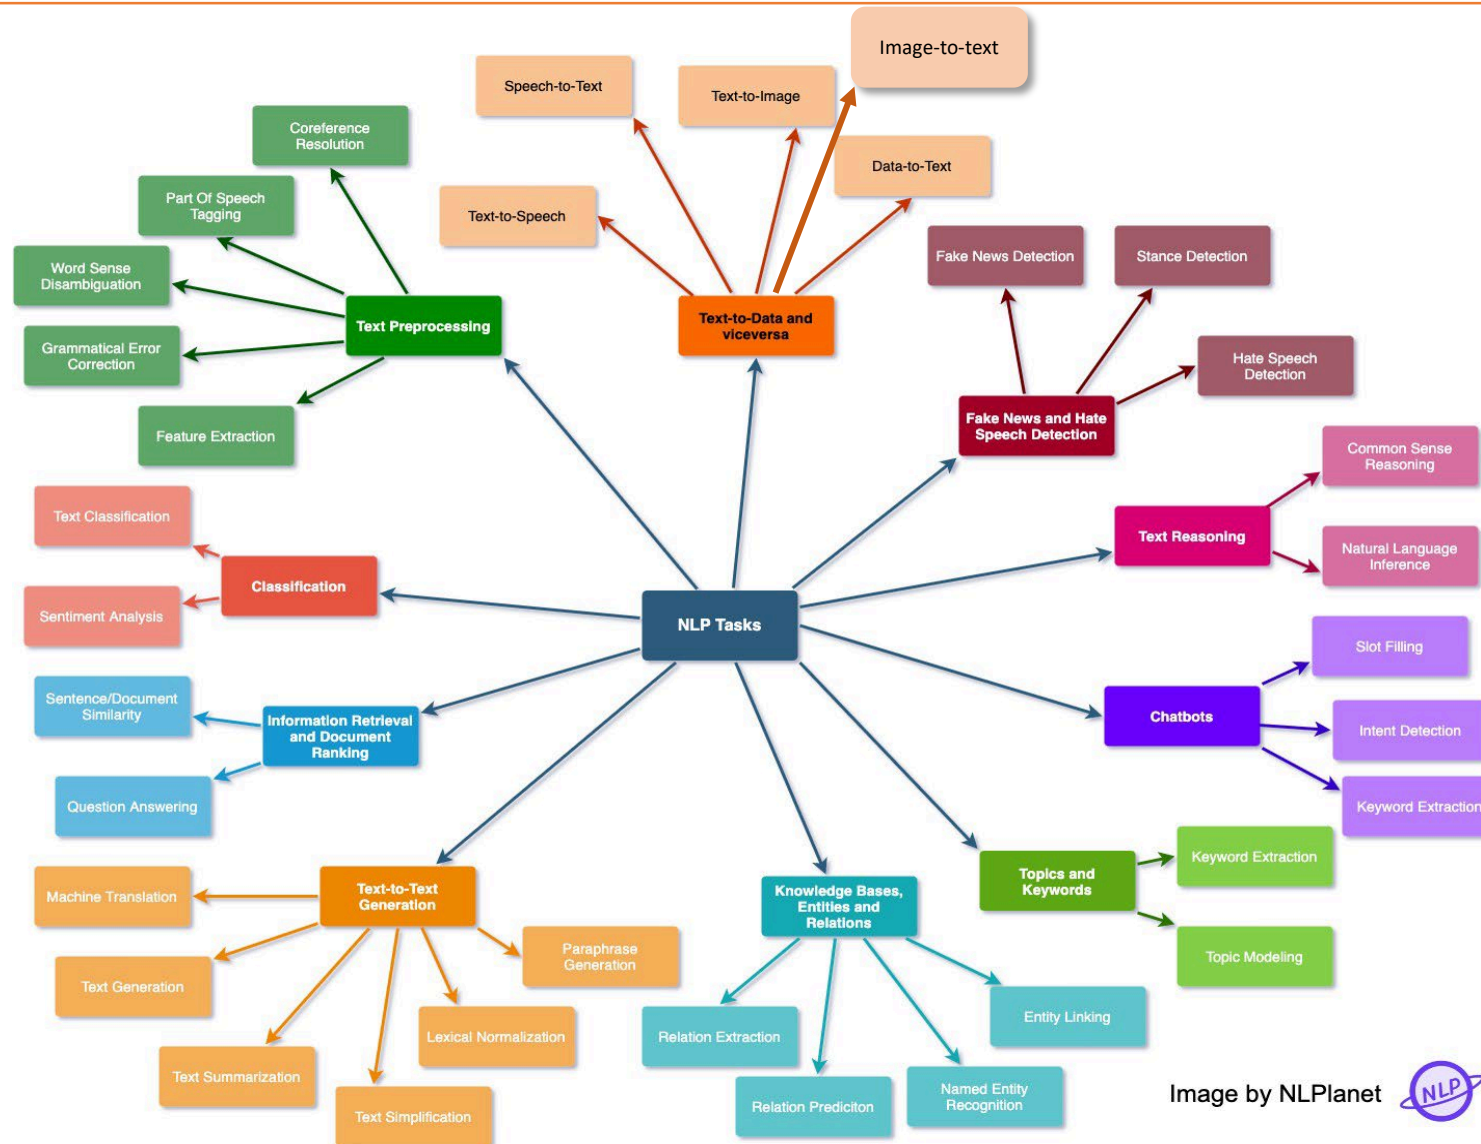 Image-to-text
Speech-to-Text
Text-to-Image
Coreference
Resolution
Data-to-Text
Part Of Speech
Tagging
Text-to-Speech
Fake News Detection
Stance Detection
Word Sense
Disambiguation
Text Preprocessing
Text-to-Data and
viceversa
Grammatical Error
Correction
Hate Speech
Detection
Fake News and Hate
Speech Detection
Feature Extraction
Common Sense
Reasoning
Text Classification
Text Reasoning
Natural Language
Inference
Classification
Sentiment Analysis
NLP Tasks
Slot Filling
Sentence/Document
Similarity
Information Retrieval
and Document
Ranking
Chatbots
Intent Detection
Question Answering
Keyword Extraction
Machine Translation
Text-to-Text
Generation
Knowledge Bases,
Entities and
Relations
Topics and
Keywords
Keyword Extraction
Paraphrase
Generation
Topic Modeling
Text Generation
Lexical Normalization
Relation Extraction
Entity Linking
Text Summarization
Text Simplification
Relation Prediciton
Named Entity
Recognition
Image by NLPlanet
NLP